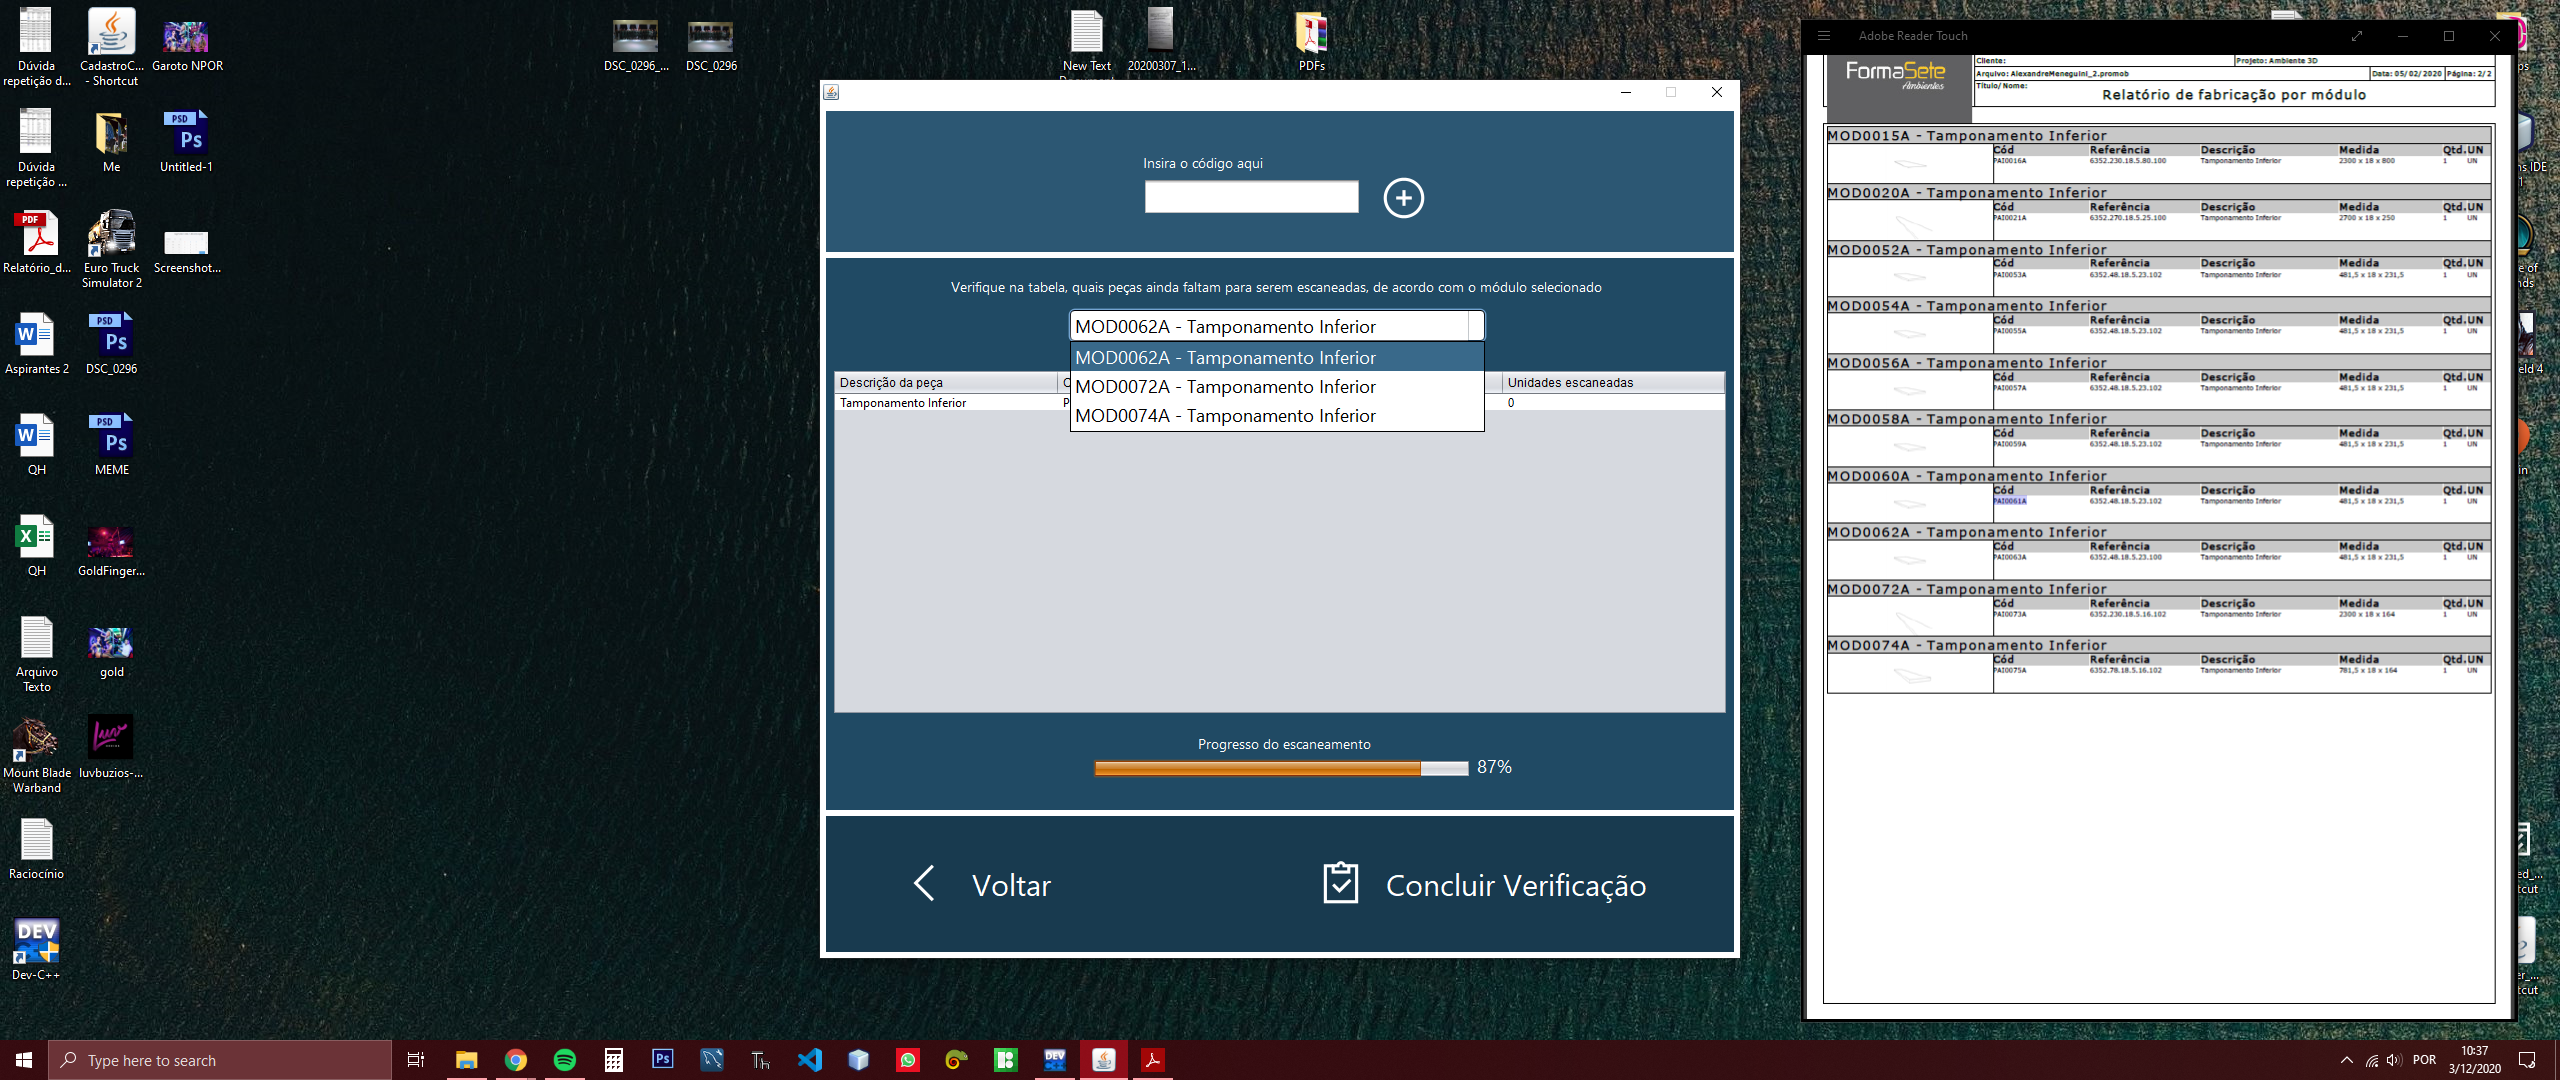 Dúvida
repetição d...
CadastroC...
- Shortcut
Garoto NPOR
DSC_0296_...
DSC_0296
New Text
20200307_1...
PDFs
Dúvida
repetição ...
Me
Untitled-1
Relatório_d...
Euro Truck
Simulator 2
Screenshot...
Aspirantes 2
DSC_0296
QH
MEME
QH
GoldFinger...
Arquivo
Texto
gold
Mount Blade
Warband
luvbuzios-...
Raciocínio
Dev-C++
Insira o código aqui
Verifique na tabela, quais peças ainda faltam para serem escaneadas, de acordo com o módulo selecionado
MOD0062A - Tamponamento Inferior
MOD0062A - Tamponamento Inferior
MOD0072A - Tamponamento Inferior
MOD0074A - Tamponamento Inferior
Descrição da peça
Unidades escaneadas
Tamponamento Inferior P 0
Progresso do escaneamento
87%
Voltar
Concluir Verificação
Adobe Reader Touch
FormaSete
Ambientes
Cliente: Projeto: Ambiente 3D
Arquivo: AlexandreMeneguini_2.promob Data: 05/02/2020 Página: 2/2
Título/ Nome:
Relatório de fabricação por módulo
MOD0015A - Tamponamento Inferior
Cód Referência Descrição Medida Qtd.UN
PAI0016A 6352.230.18.5.80.100 Tamponamento Inferior 2300 x 18 x 800 1 UN
MOD0020A - Tamponamento Inferior
Cód Referência Descrição Medida Qtd.UN
PAI0021A 6352.270.18.5.25.100 Tamponamento Inferior 2700 x 18 x 250 1 UN
MOD0052A - Tamponamento Inferior
Cód Referência Descrição Medida Qtd.UN
PAI0053A 6352.48.18.5.23.102 Tamponamento Inferior 481,5 x 18 x 231,5 1 UN
MOD0054A - Tamponamento Inferior
Cód Referência Descrição Medida Qtd.UN
PAI0055A 6352.48.18.5.23.102 Tamponamento Inferior 481,5 x 18 x 231,5 1 UN
MOD0056A - Tamponamento Inferior
Cód Referência Descrição Medida Qtd.UN
PAI0057A 6352.48.18.5.23.102 Tamponamento Inferior 481,5 x 18 x 231,5 1 UN
MOD0058A - Tamponamento Inferior
Cód Referência Descrição Medida Qtd.UN
PAI0059A 6352.48.18.5.23.102 Tamponamento Inferior 481,5 x 18 x 231,5 1 UN
MOD0060A - Tamponamento Inferior
Cód Referência Descrição Medida Qtd.UN
PAI0061A 6352.48.18.5.23.102 Tamponamento Inferior 481,5 x 18 x 231,5 1 UN
MOD0062A - Tamponamento Inferior
Cód Referência Descrição Medida Qtd.UN
PAI0063A 6352.48.18.5.23.100 Tamponamento Inferior 481,5 x 18 x 231,5 1 UN
MOD0072A - Tamponamento Inferior
Cód Referência Descrição Medida Qtd.UN
PAI0073A 6352.230.18.5.16.102 Tamponamento Inferior 2300 x 18 x 164 1 UN
MOD0074A - Tamponamento Inferior
Cód Referência Descrição Medida Qtd.UN
PAI0075A 6352.78.18.5.16.102 Tamponamento Inferior 781,5 x 18 x 164 1 UN
Type here to search
POR
10:37
3/12/2020